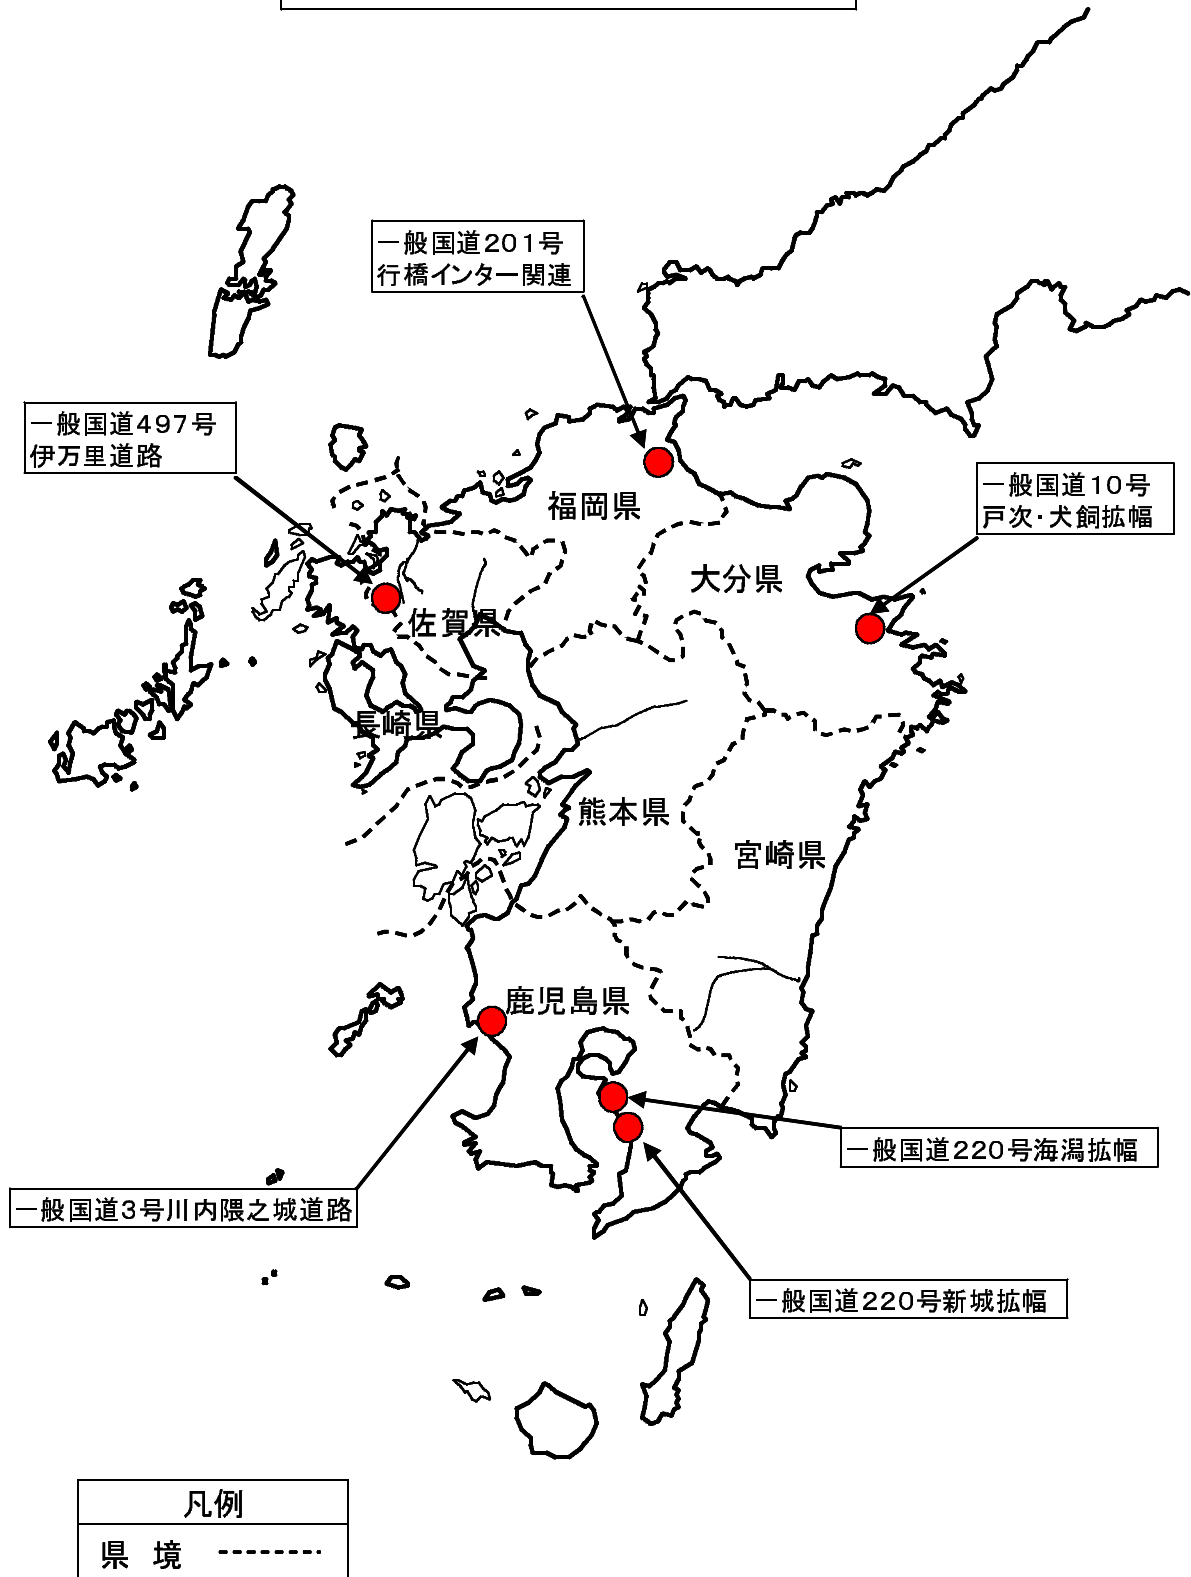 一般国道201号
行橋インター関連
一般国道497号
伊万里道路
一般国道10号
戸次・犬飼拡幅
福岡県
大分県
佐賀県
長崎県
熊本県
宮崎県
鹿児島県
一般国道220号海潟拡幅
一般国道3号川内隈之城道路
一般国道220号新城拡幅
凡例
県 境